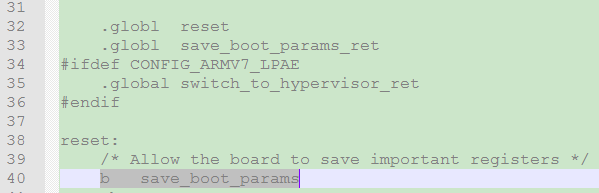 31
32 .globl reset
33 .globl save_boot_params_ret
34 #ifdef CONFIG_ARMV7_LPAE
35 .global switch_to_hypervisor_ret
36 #endif
37
38 reset:
39 /* Allow the board to save important registers */
40 b save_boot_params